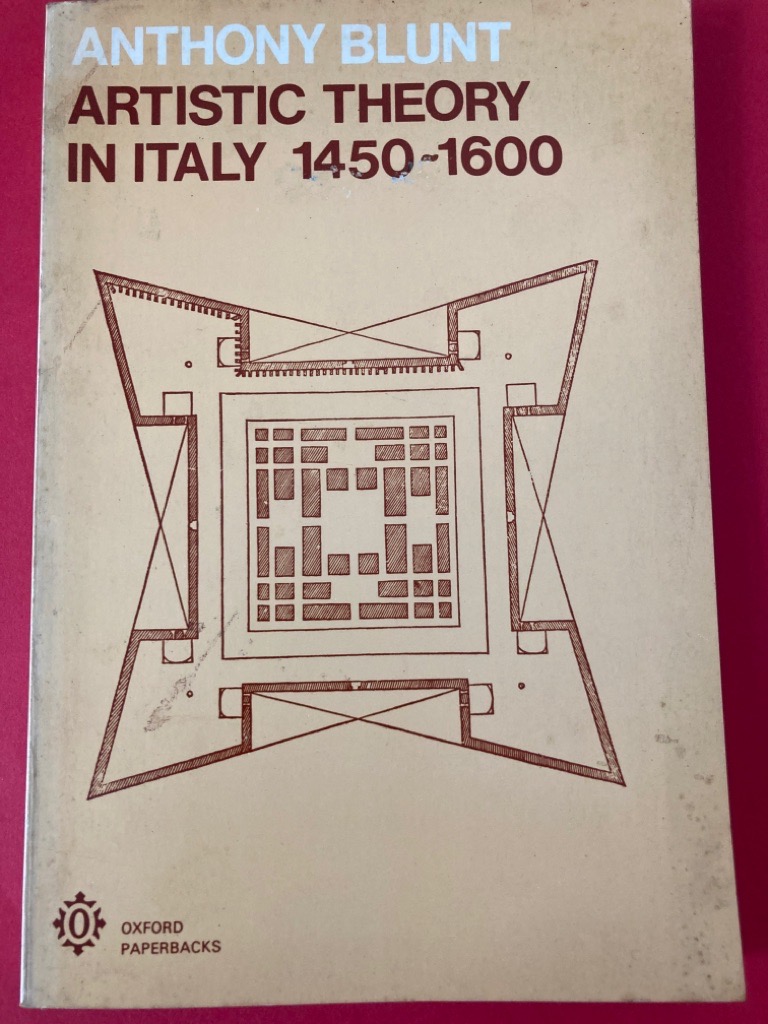 ANTHONY BLUNT
ARTISTIC THEORY
IN ITALY 1450-1600
O
OXFORD
PAPERBACKS